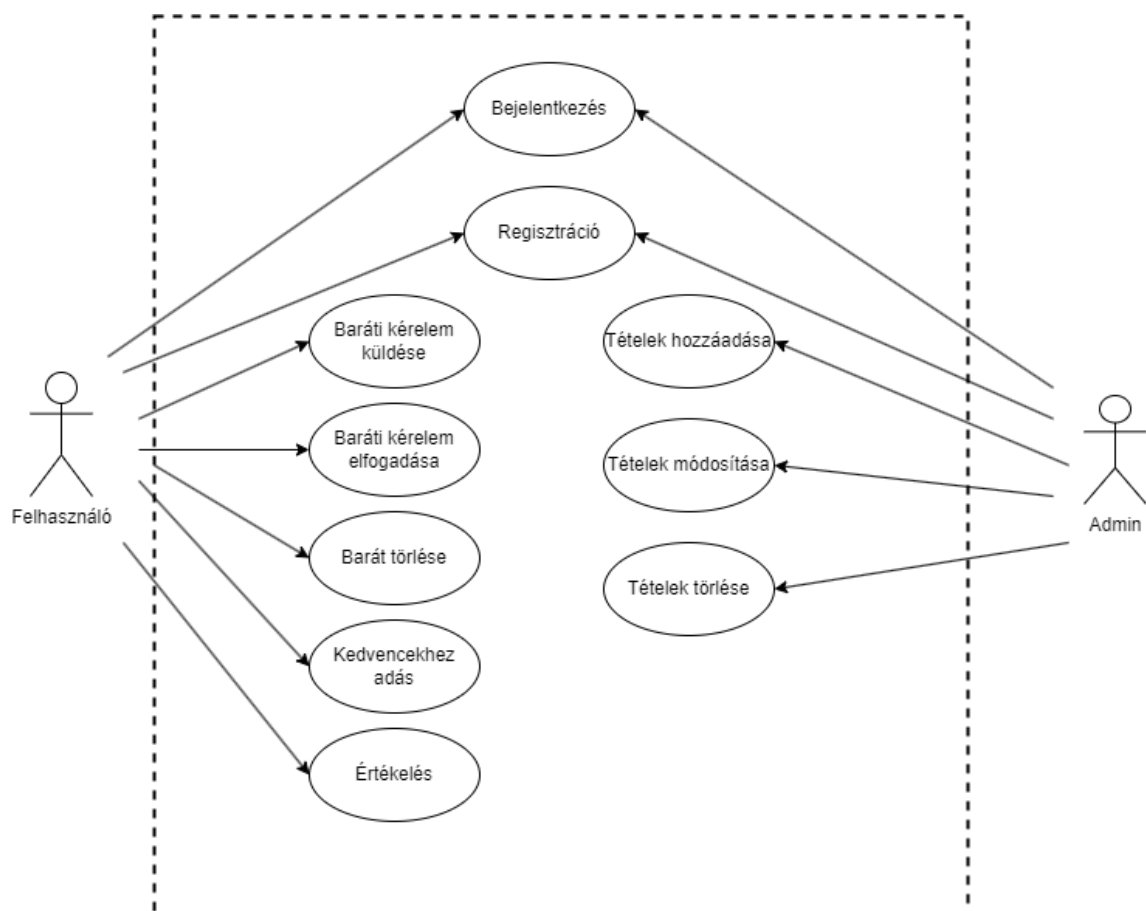 Bejelentkezés
Regisztráció
Baráti kérelem
küldése
Tételek hozzáadása
Baráti kérelem
elfogadása
Tételek módosítása
Felhasználó
Admin
Barát törlése
Tételek törlése
Kedvencekhez
adás
Értékelés